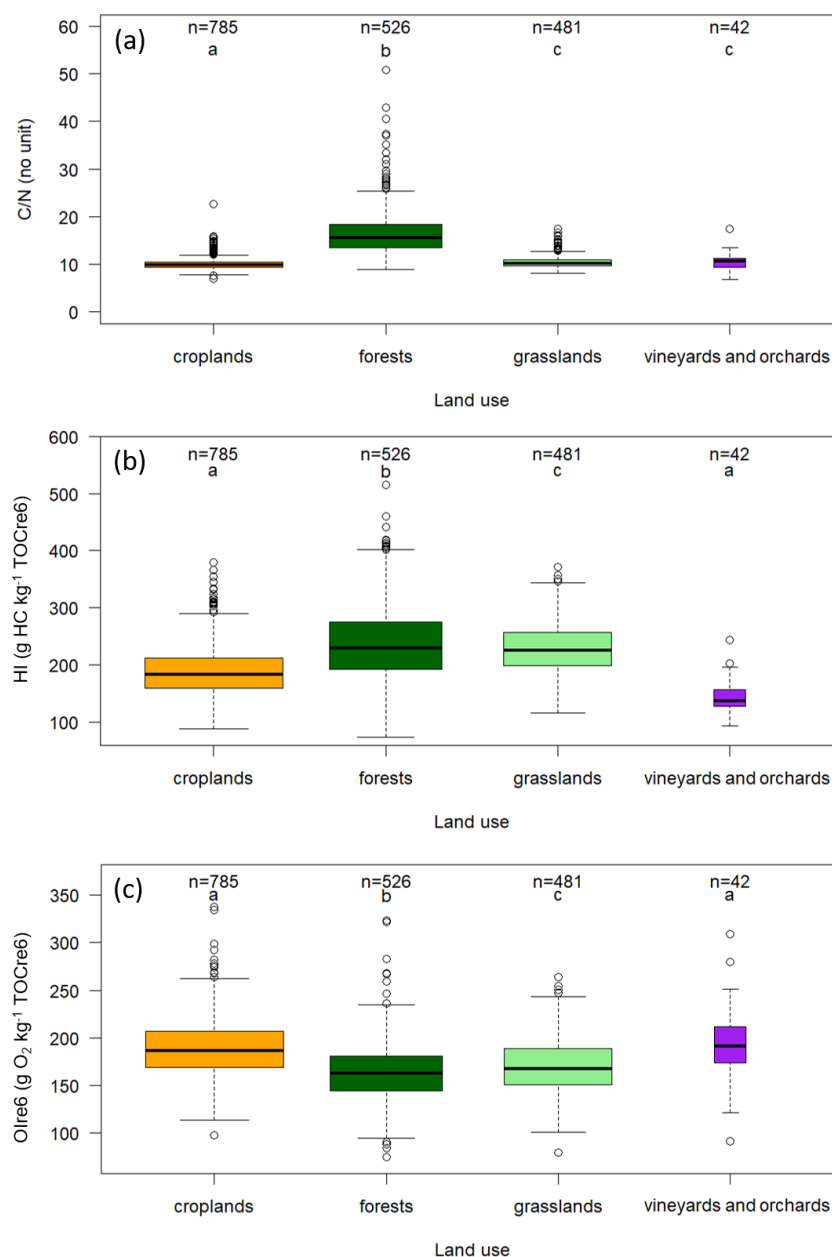 (a)
n=785 n=526 n=481 n=42
a b c c
60
50
40
30
20
10
0
C/N (no unit)
croplands forests grasslands vineyards and orchards
Land use
(b)
n=785 n=526 n=481 n=42
a b c a
600
500
400
300
200
100
HI (g HC kg⁻¹ TOCre6)
croplands forests grasslands vineyards and orchards
Land use
(c)
n=785 n=526 n=481 n=42
a b c a
350
300
250
200
150
100
OIre6 (g O₂ kg⁻¹ TOCre6)
croplands forests grasslands vineyards and orchards
Land use